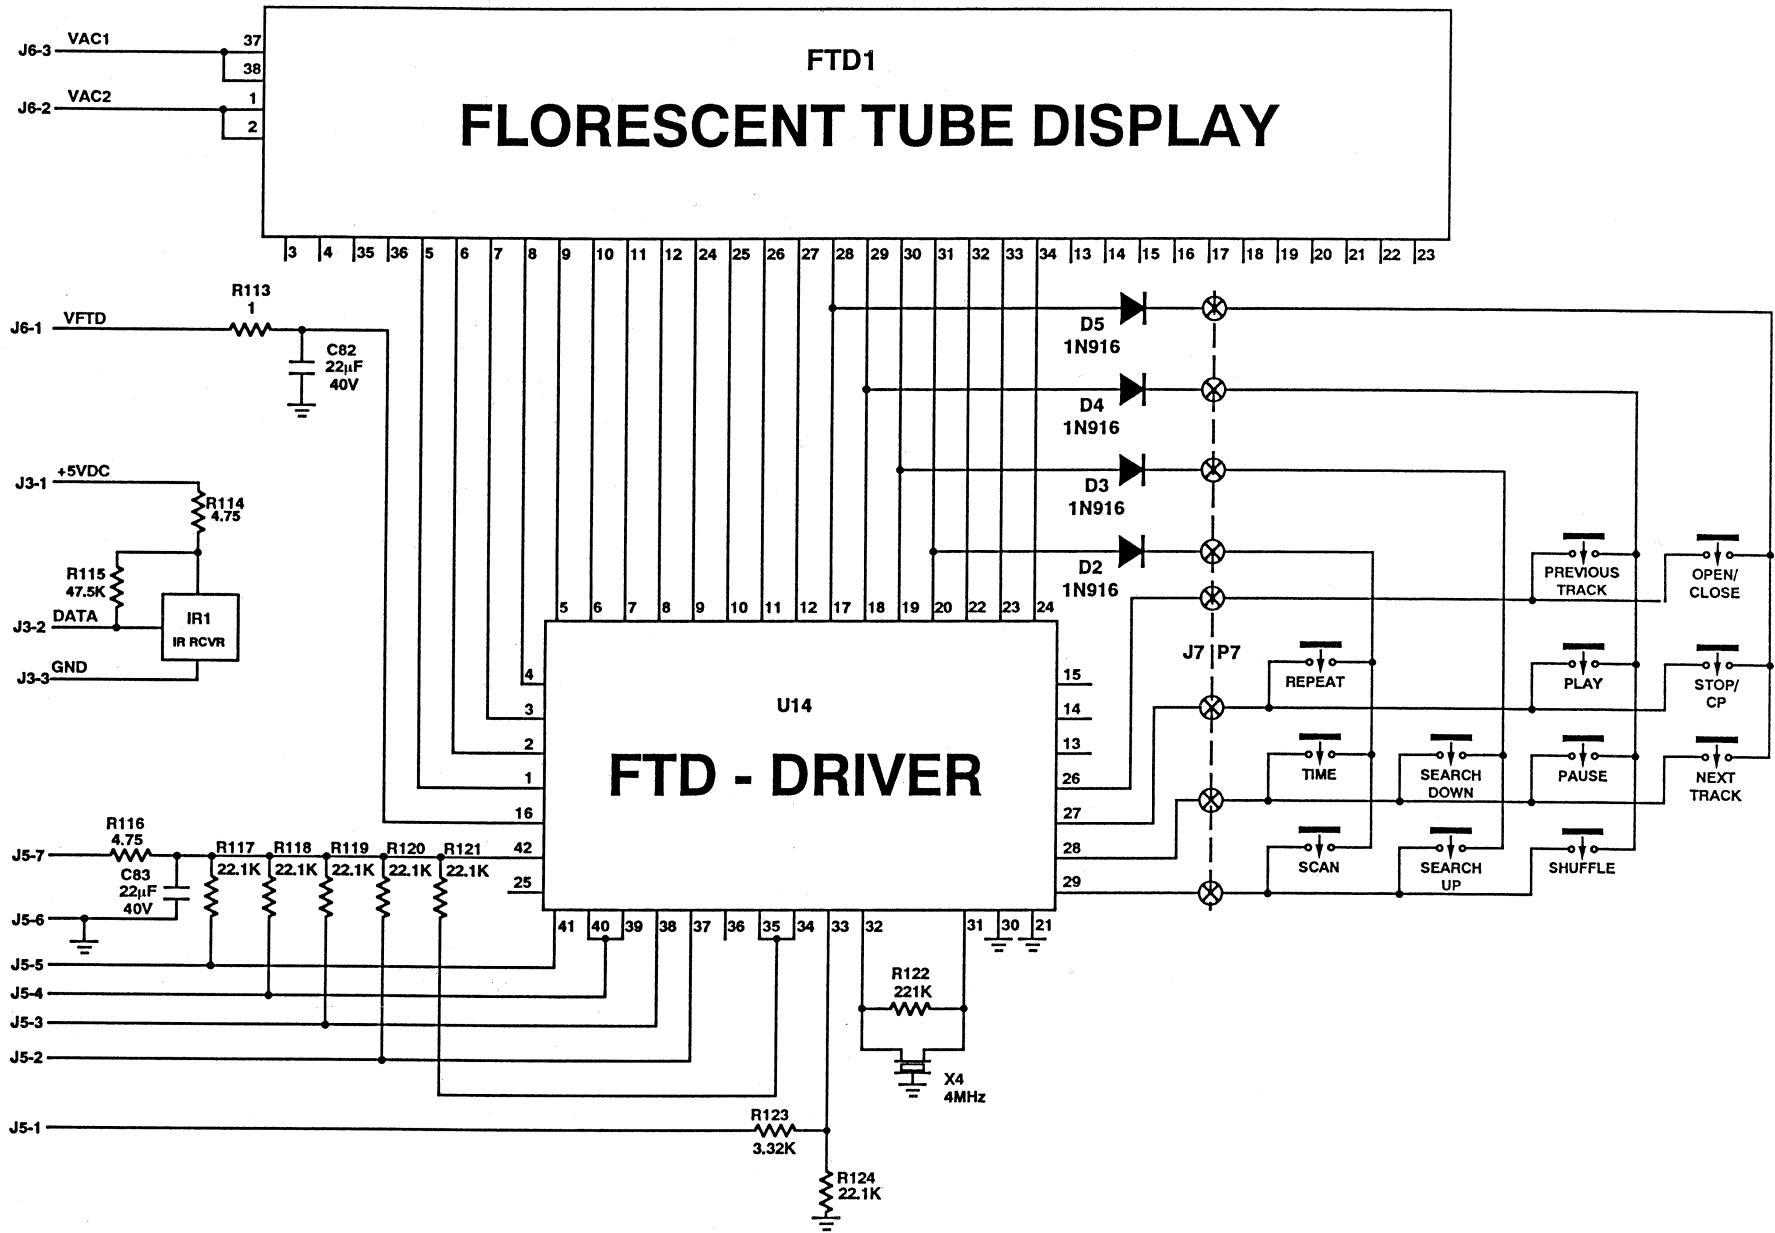 J6-3 VAC1 37
38
J6-2 VAC2 1
2
FTD1
FLORESCENT TUBE DISPLAY
3 4 35 36 5 6 7 8 9 10 11 12 24 25 26 27 28 29 30 31 32 33 34 13 14 15 16 17 18 19 20 21 22 23
R113
1
J6-1 VFTD
C82
22µF
40V
D5
1N916
D4
1N916
D3
1N916
D2
1N916
J3-1 +5VDC
R114
4.75
R115
47.5K
J3-2 DATA
IR1
IR RCVR
J3-3 GND
5 6 7 8 9 10 11 12 17 18 19 20 22 23 24
4
3
2
1
16
42
25
U14
FTD - DRIVER
15
14
13
26
27
28
29
41 40 39 38 37 36 35 34 33 32 31 30 21
J7 P7
PREVIOUS
TRACK
OPEN/
CLOSE
REPEAT
PLAY
STOP/
CP
TIME
SEARCH
DOWN
PAUSE
NEXT
TRACK
SCAN
SEARCH
UP
SHUFFLE
R116
4.75
J5-7
R117
22.1K
R118
22.1K
R119
22.1K
R120
22.1K
R121
22.1K
C83
22µF
40V
J5-6
J5-5
J5-4
J5-3
J5-2
J5-1
R122
221K
X4
4MHz
R123
3.32K
R124
22.1K